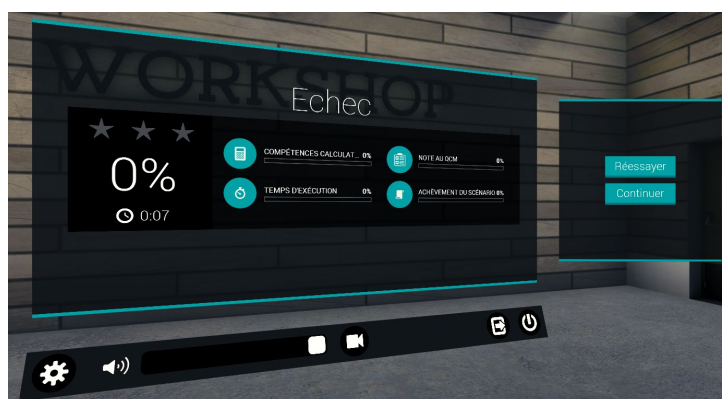 WORKSHOP
Echec
0%
0:07
COMPÉTENCES CALCULAT... 0%
TEMPS D'EXÉCUTION 0%
NOTE AU QCM 0%
ACHÈVEMENT DU SCÉNARIO 0%
Réessayer
Continuer